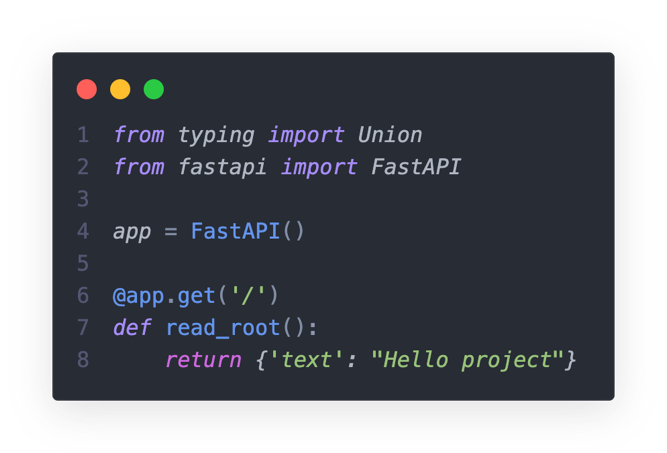 1 from typing import Union
2 from fastapi import FastAPI
3
4 app = FastAPI()
5
6 @app.get('/')
7 def read_root():
8     return {'text': "Hello project"}